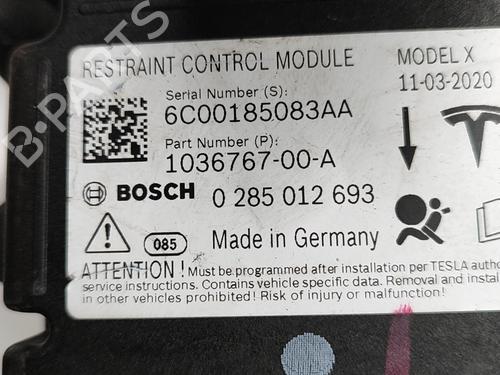 RESTRAINT CONTROL MODULE
MODEL X
11-03-2020
Serial Number (S):
6C00185083AA
Part Number (P):
1036767-00-A
BOSCH 0 285 012 693
085 Made in Germany
ATTENTION ! Must be programmed after installation per TESLA autho
service instructions. Contains vehicle specific data. Removal and instal
in other vehicles prohibited! Risk of injury or malfunction!
B-PARTS